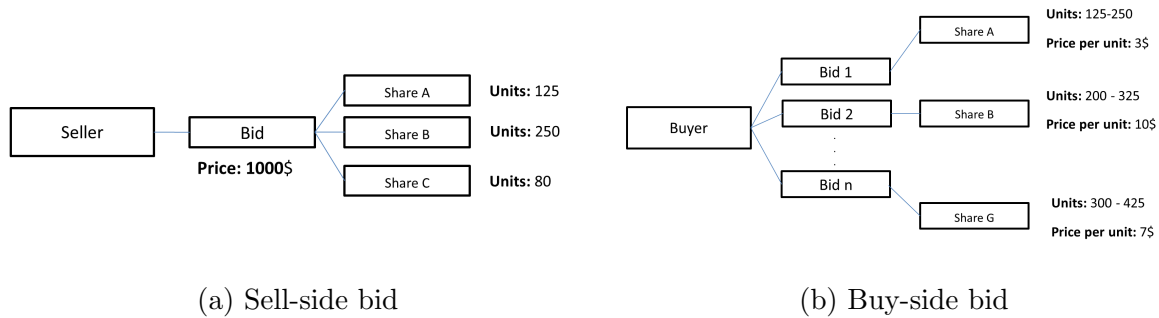 Seller
Bid
Price: 1000$
Share A
Units: 125
Share B
Units: 250
Share C
Units: 80
(a) Sell-side bid
Buyer
Bid 1
Share A
Units: 125-250
Price per unit: 3$
Bid 2
Share B
Units: 200 - 325
Price per unit: 10$
.
.
.
Bid n
Share G
Units: 300 - 425
Price per unit: 7$
(b) Buy-side bid